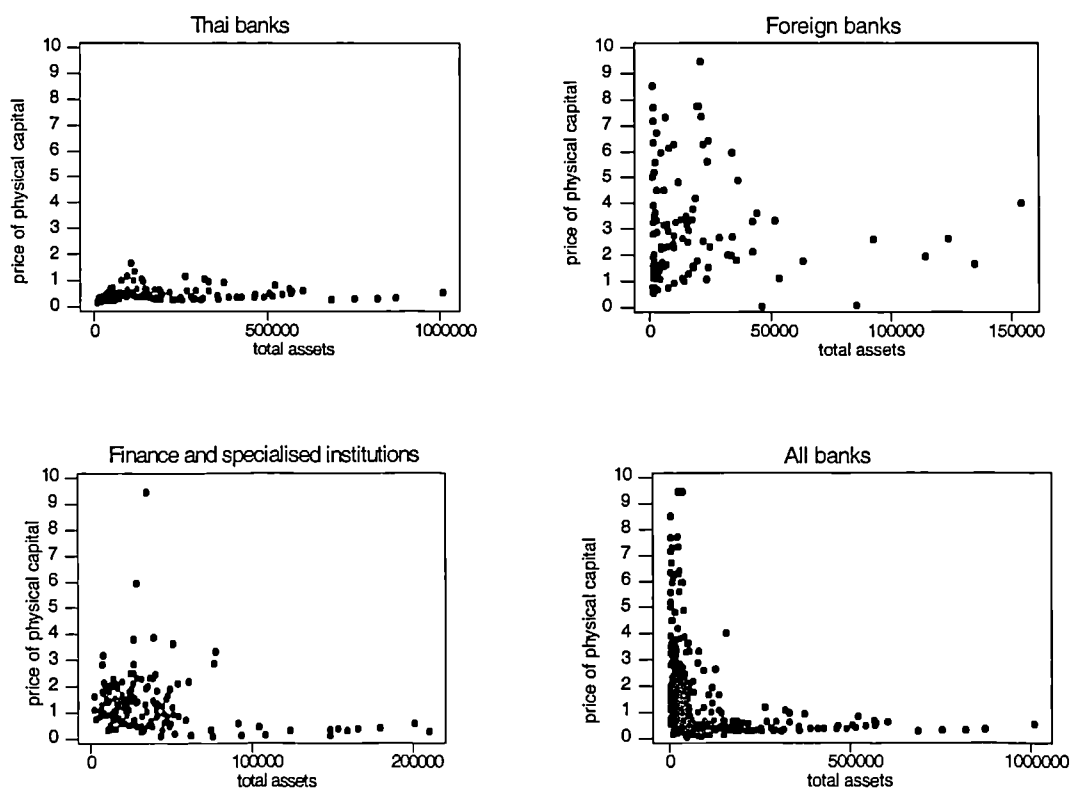 Thai banks
10
9
8
7
6
5
4
3
2
1
0
price of physical capital
0 500000 1000000
total assets
Foreign banks
10
9
8
7
6
5
4
3
2
1
0
price of physical capital
0 50000 100000 150000
total assets
Finance and specialised institutions
10
9
8
7
6
5
4
3
2
1
0
price of physical capital
0 100000 200000
total assets
All banks
10
9
8
7
6
5
4
3
2
1
0
price of physical capital
0 500000 1000000
total assets